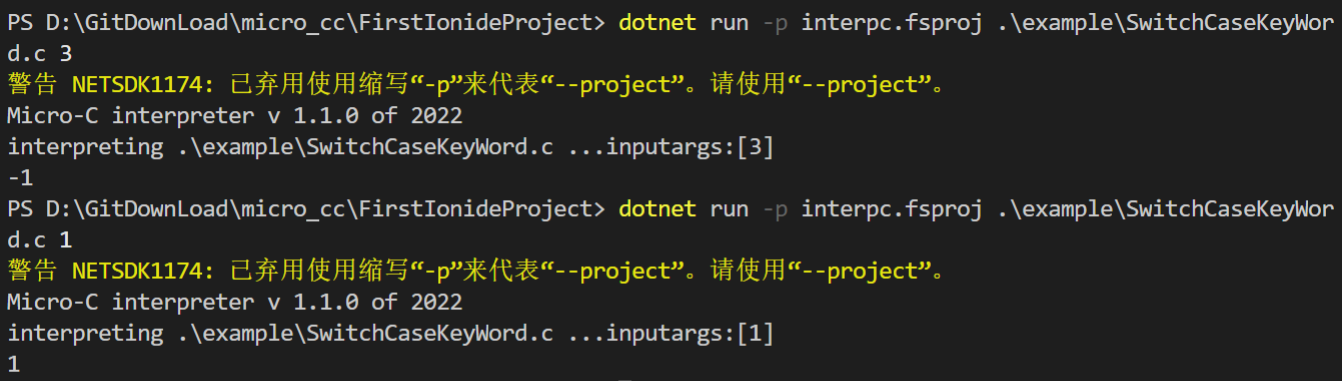 PS D:\GitDownLoad\micro_cc\FirstIonideProject> dotnet run -p interpc.fsproj .\example\SwitchCaseKeyWor
d.c 3
警告 NETSDK1174: 已弃用使用缩写“-p”来代表“--project”。请使用“--project”。
Micro-C interpreter v 1.1.0 of 2022
interpreting .\example\SwitchCaseKeyWord.c ...inputargs:[3]
-1
PS D:\GitDownLoad\micro_cc\FirstIonideProject> dotnet run -p interpc.fsproj .\example\SwitchCaseKeyWor
d.c 1
警告 NETSDK1174: 已弃用使用缩写“-p”来代表“--project”。请使用“--project”。
Micro-C interpreter v 1.1.0 of 2022
interpreting .\example\SwitchCaseKeyWord.c ...inputargs:[1]
1